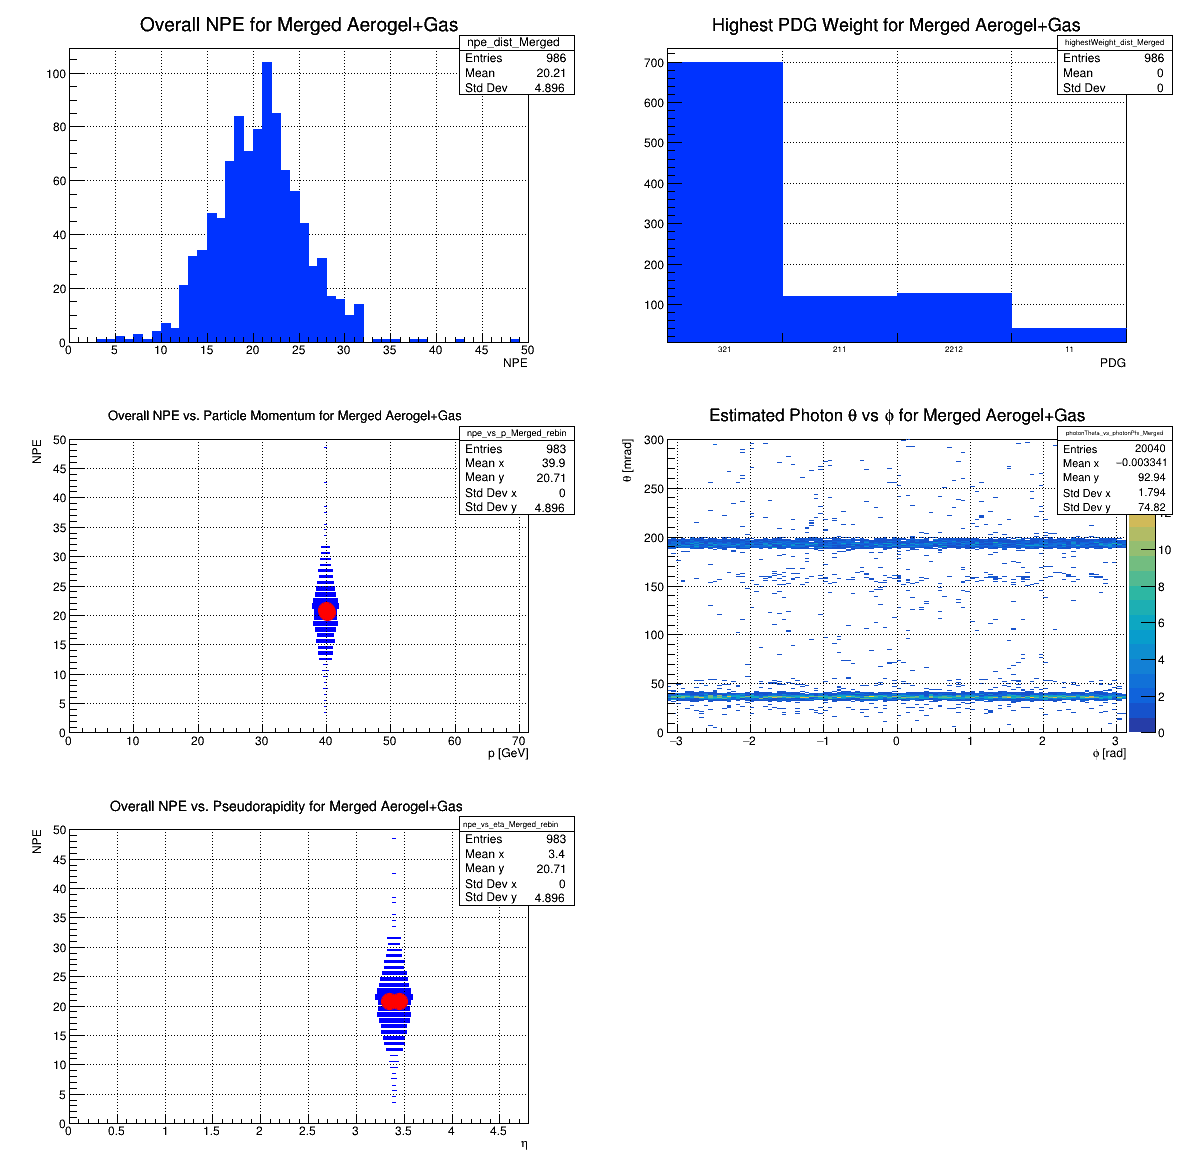 Overall NPE for Merged Aerogel+Gas
npe_dist_Merged
Entries 986
Mean 20.21
Std Dev 4.896
100
80
60
40
20
0
0 5 10 15 20 25 30 35 40 45 50
NPE
Highest PDG Weight for Merged Aerogel+Gas
highestWeight_dist_Merged
Entries 986
Mean 0
Std Dev 0
700
600
500
400
300
200
100
321 211 2212 11
PDG
Overall NPE vs. Particle Momentum for Merged Aerogel+Gas
npe_vs_p_Merged_rebin
Entries 983
Mean x 39.9
Mean y 20.71
Std Dev x 0
Std Dev y 4.896
NPE
50
45
40
35
30
25
20
15
10
5
0
0 10 20 30 40 50 60 70
p [GeV]
Estimated Photon θ vs ϕ for Merged Aerogel+Gas
photonTheta_vs_photonPhi_Merged
Entries 20040
Mean x −0.003341
Mean y 92.94
Std Dev x 1.794
Std Dev y 74.82
θ [mrad]
300
250
200
150
100
50
0
−3 −2 −1 0 1 2 3
ϕ [rad]
10
8
6
4
2
0
Overall NPE vs. Pseudorapidity for Merged Aerogel+Gas
npe_vs_eta_Merged_rebin
Entries 983
Mean x 3.4
Mean y 20.71
Std Dev x 0
Std Dev y 4.896
NPE
50
45
40
35
30
25
20
15
10
5
0
0 0.5 1 1.5 2 2.5 3 3.5 4 4.5
η